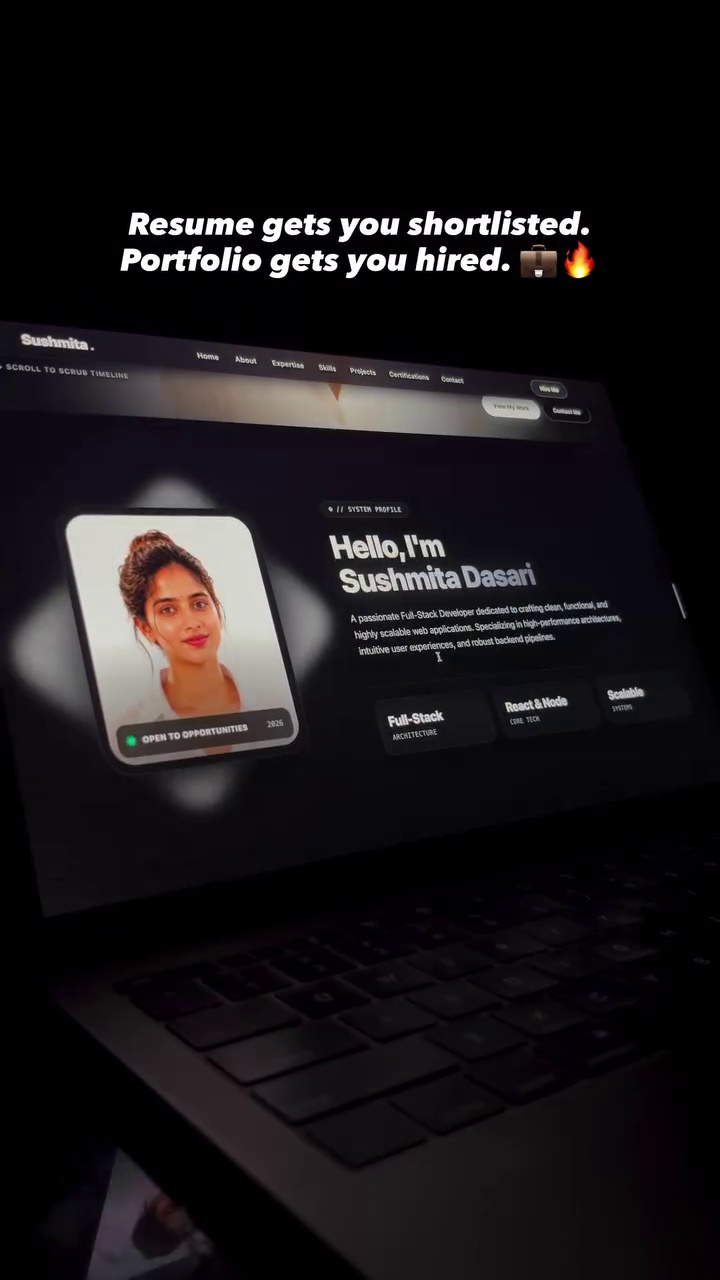 Resume gets you shortlisted.
Portfolio gets you hired. 💼🔥
Sushmita.
Home About Expertise Skills Projects Certifications Contact
Hire Me
SCROLL TO SCRUB TIMELINE
View My Work
Contact Me
// SYSTEM PROFILE
Hello, I'm
Sushmita Dasari
A passionate Full-Stack Developer dedicated to crafting clean, functional, and
highly scalable web applications. Specializing in high-performance architectures,
intuitive user experiences, and robust backend pipelines.
OPEN TO OPPORTUNITIES 2026
Full-Stack
ARCHITECTURE
React & Node
CORE TECH
Scalable
SYSTEMS